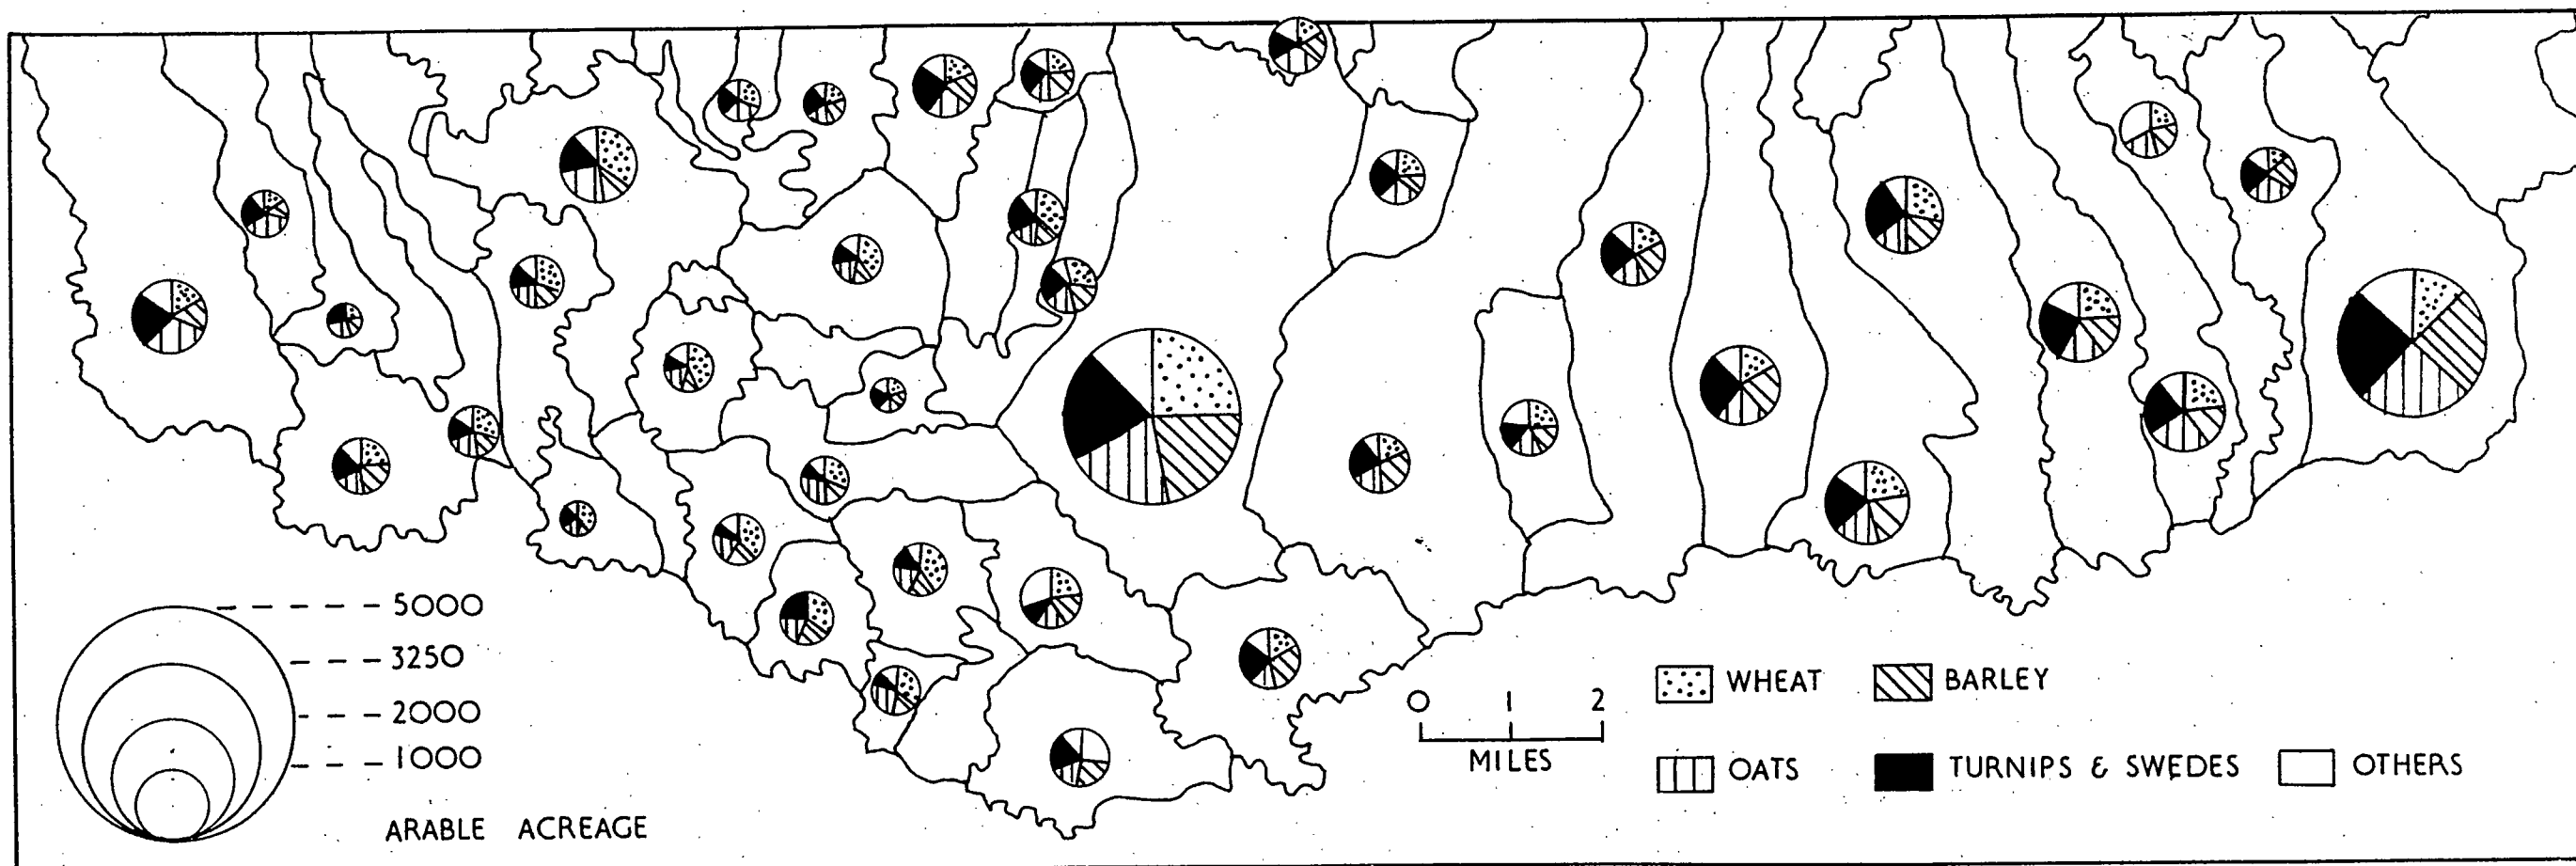 5000
3250
2000
1000
ARABLE ACREAGE
0 1 2
MILES
WHEAT BARLEY
OATS TURNIPS & SWEDES OTHERS